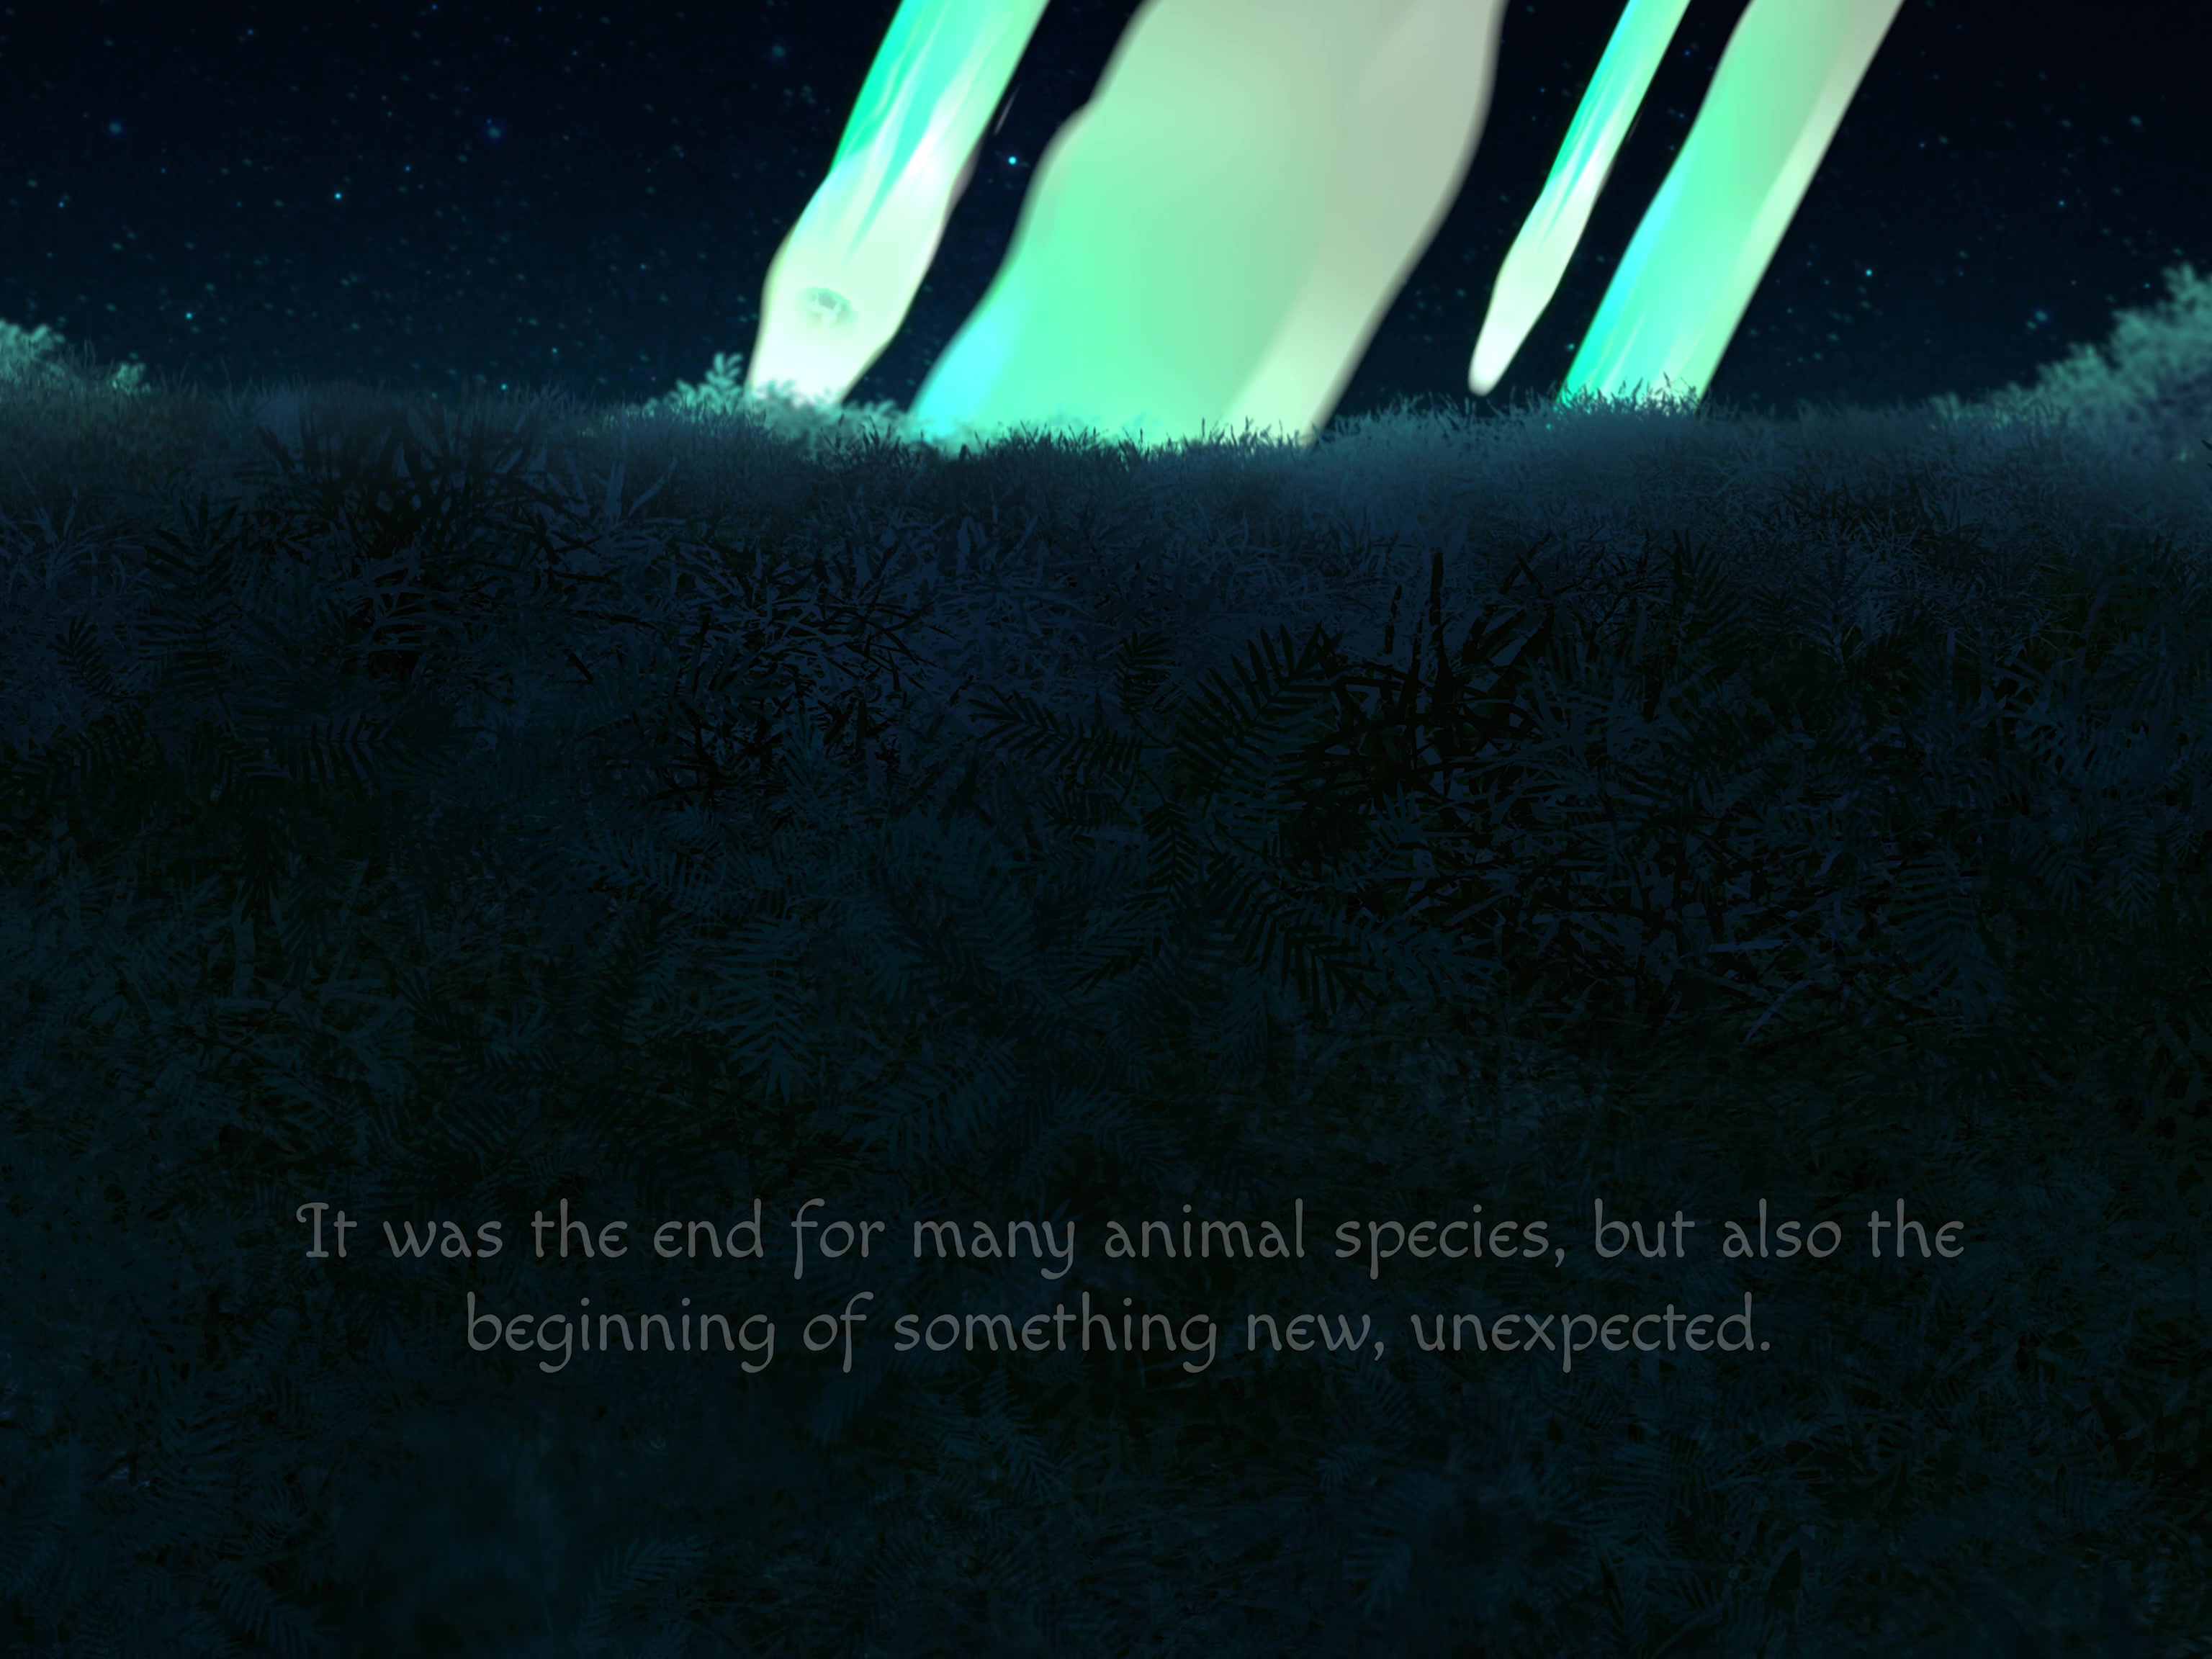 It was the end for many animal species, but also the
beginning of something new, unexpected.